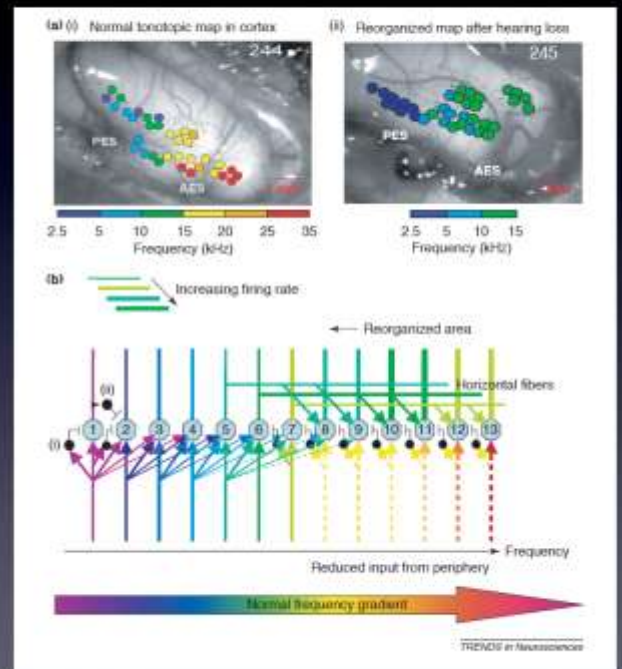 (a) (i) Normal tonotopic map in cortex
(ii) Reorganized map after hearing loss
244
245
PES
AES
PES
AES
2.5 5 10 15 20 25 35
Frequency (kHz)
2.5 5 10 15
Frequency (kHz)
(b)
Increasing firing rate
Reorganized area
Horizontal fibers
(ii)
(i)
1 2 3 4 5 6 7 8 9 10 11 12 13
Frequency
Reduced input from periphery
Normal frequency gradient
TRENDS in Neurosciences